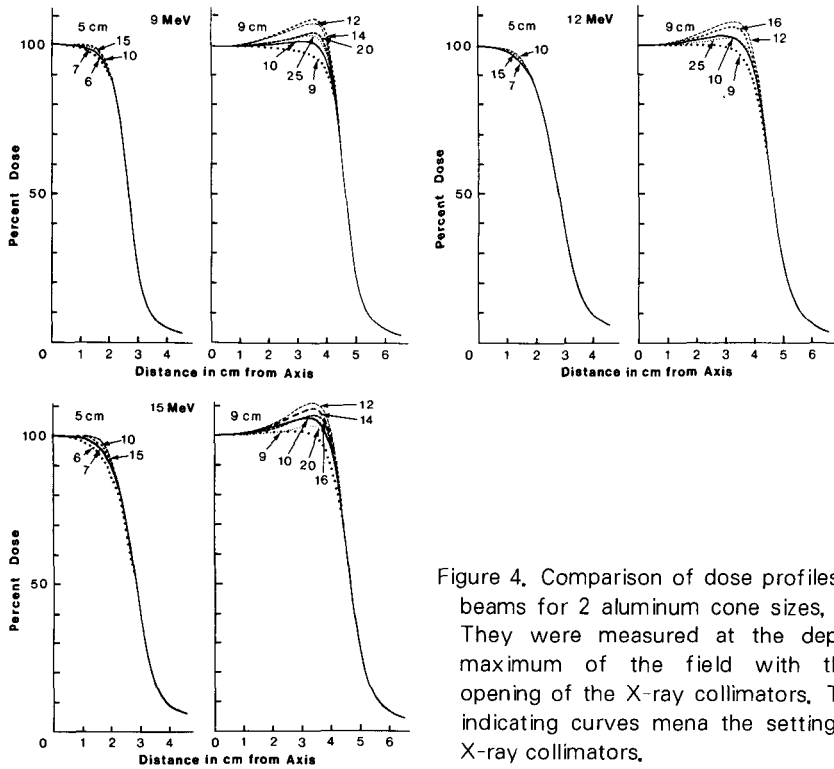 5 cm 9 MeV
9 cm
12
14
20
15
10
7
6
10
25
9
100
50
0
Percent Dose
0 1 2 3 4
0 1 2 3 4 5 6
Distance in cm from Axis
5 cm 12 MeV
9 cm
16
12
10
15
7
25
10
9
100
50
0
Percent Dose
0 1 2 3 4
0 1 2 3 4 5 6
Distance in cm from Axis
5 cm 15 MeV
9 cm
12
14
10
15
6
7
9
10
20
16
100
50
0
Percent Dose
0 1 2 3 4
0 1 2 3 4 5 6
Distance in cm from Axis
Figure 4. Comparison of dose profiles
beams for 2 aluminum cone sizes,
They were measured at the dep
maximum of the field with th
opening of the X-ray collimators. T
indicating curves mena the setting
X-ray collimators.